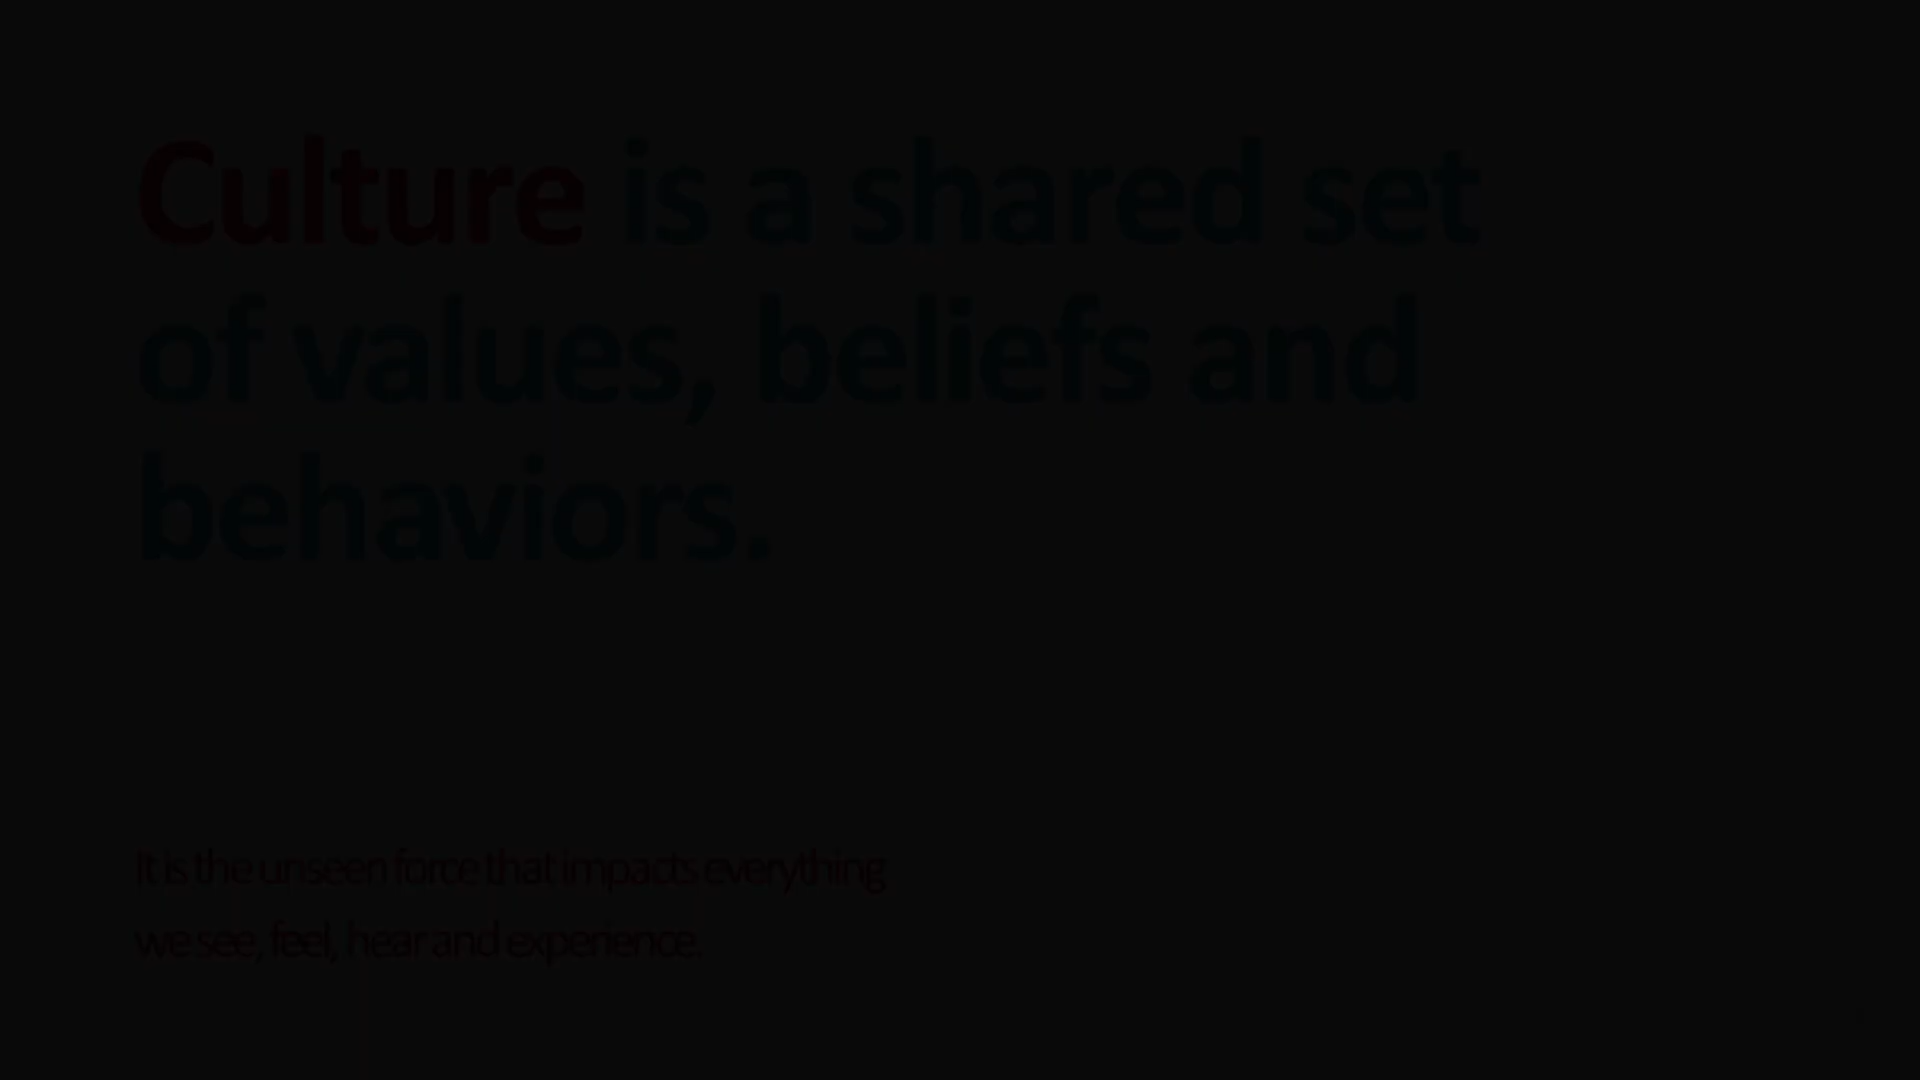 Culture is a shared set
of values, beliefs and
behaviors.
It is the unseen force that impacts everything
we see, feel, hear and experience.